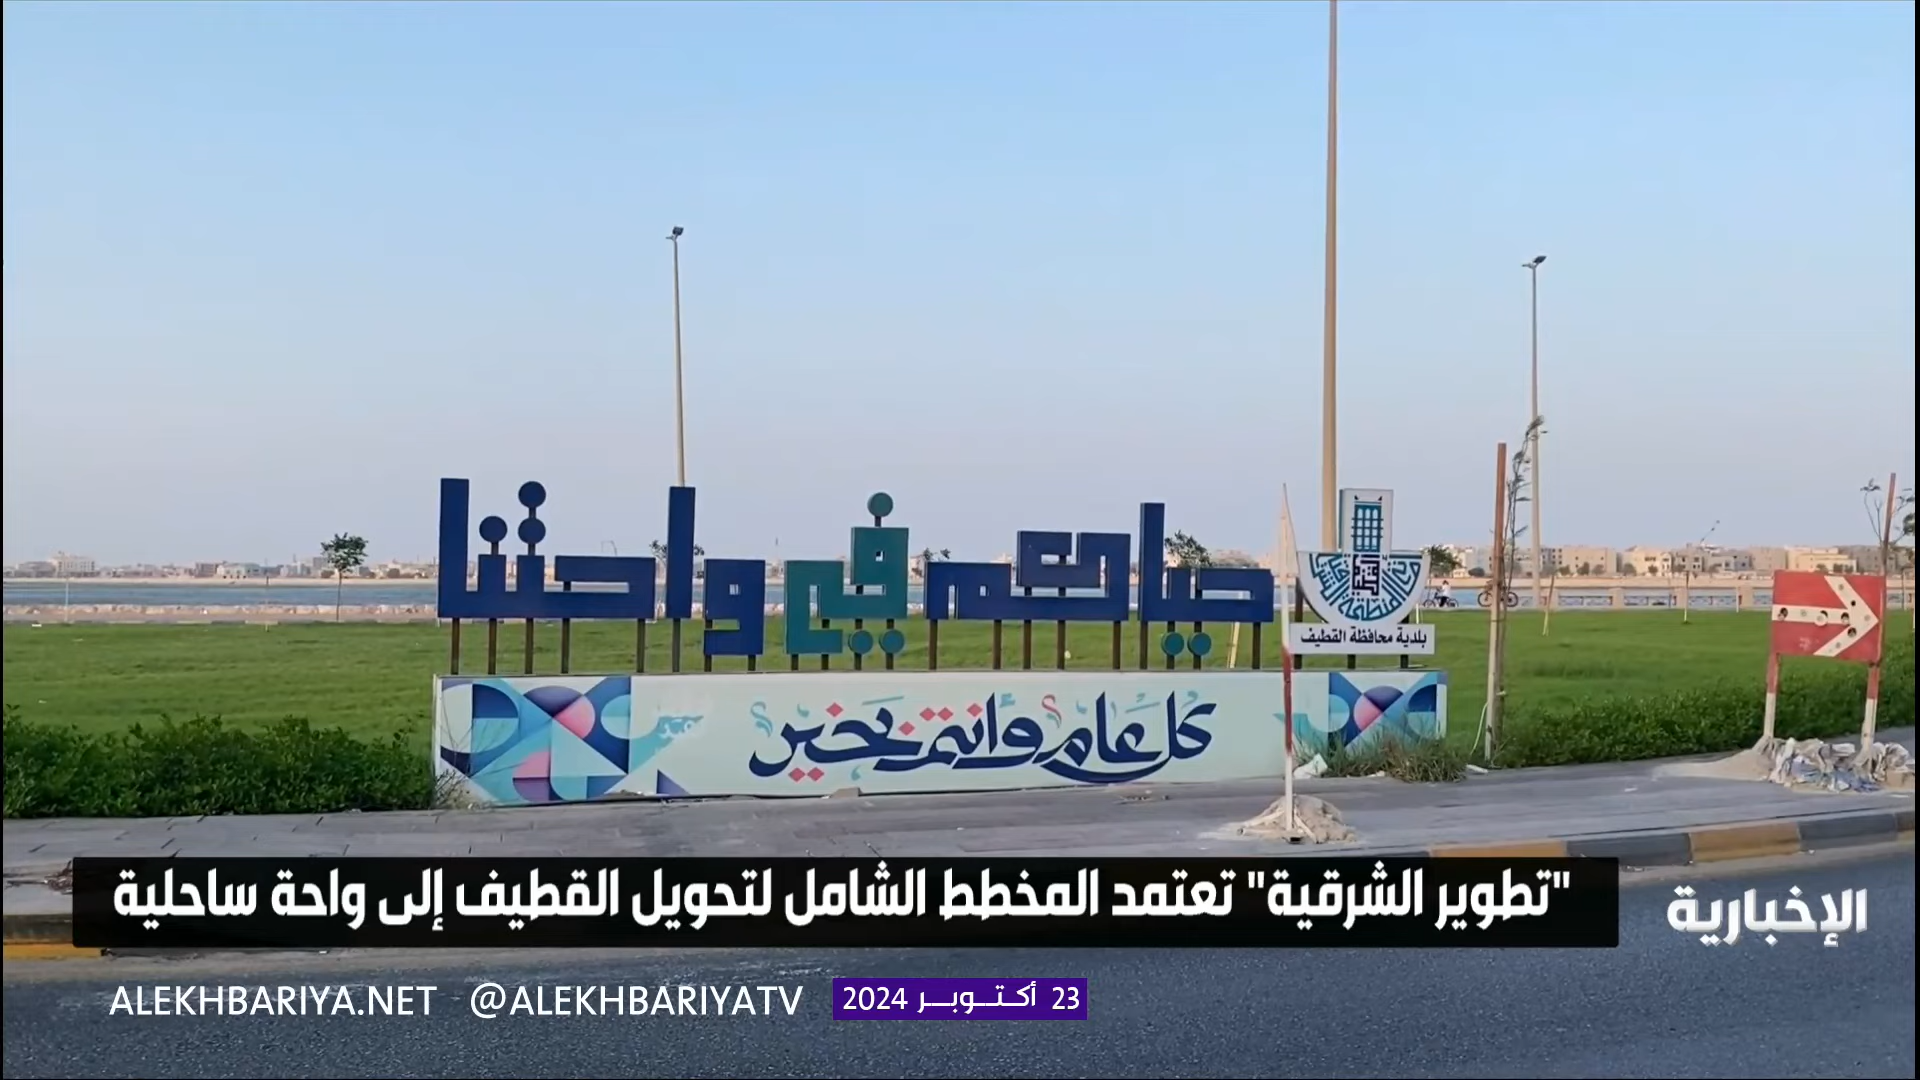 حياكم في واحتنا
بلدية محافظة القطيف
كل عام وأنتم بخير
"تطوير الشرقية" تعتمد المخطط الشامل لتحويل القطيف إلى واحة ساحلية
الإخبارية
ALEKHBARIYA.NET @ALEKHBARIYATV 23 أكتوبر 2024